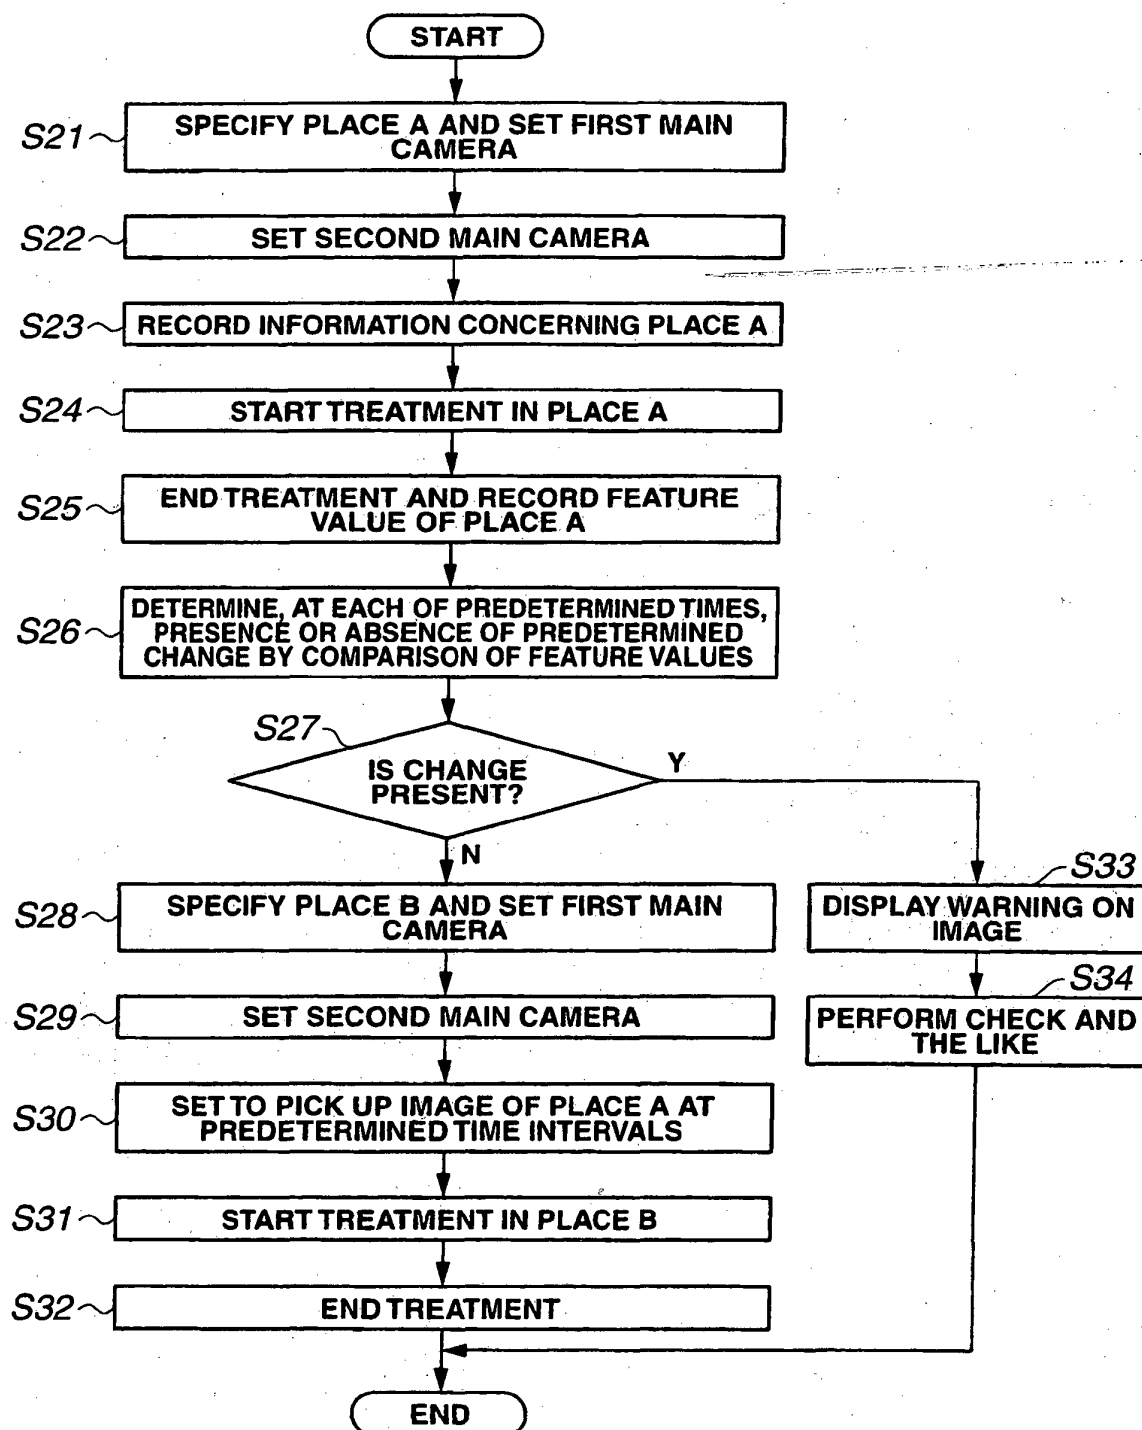 START
S21
SPECIFY PLACE A AND SET FIRST MAIN
CAMERA
S22
SET SECOND MAIN CAMERA
S23
RECORD INFORMATION CONCERNING PLACE A
S24
START TREATMENT IN PLACE A
S25
END TREATMENT AND RECORD FEATURE
VALUE OF PLACE A
S26
DETERMINE, AT EACH OF PREDETERMINED TIMES,
PRESENCE OR ABSENCE OF PREDETERMINED
CHANGE BY COMPARISON OF FEATURE VALUES
S27
IS CHANGE
PRESENT?
Y
N
S28
SPECIFY PLACE B AND SET FIRST MAIN
CAMERA
S33
DISPLAY WARNING ON
IMAGE
S29
SET SECOND MAIN CAMERA
S34
PERFORM CHECK AND
THE LIKE
S30
SET TO PICK UP IMAGE OF PLACE A AT
PREDETERMINED TIME INTERVALS
S31
START TREATMENT IN PLACE B
S32
END TREATMENT
END